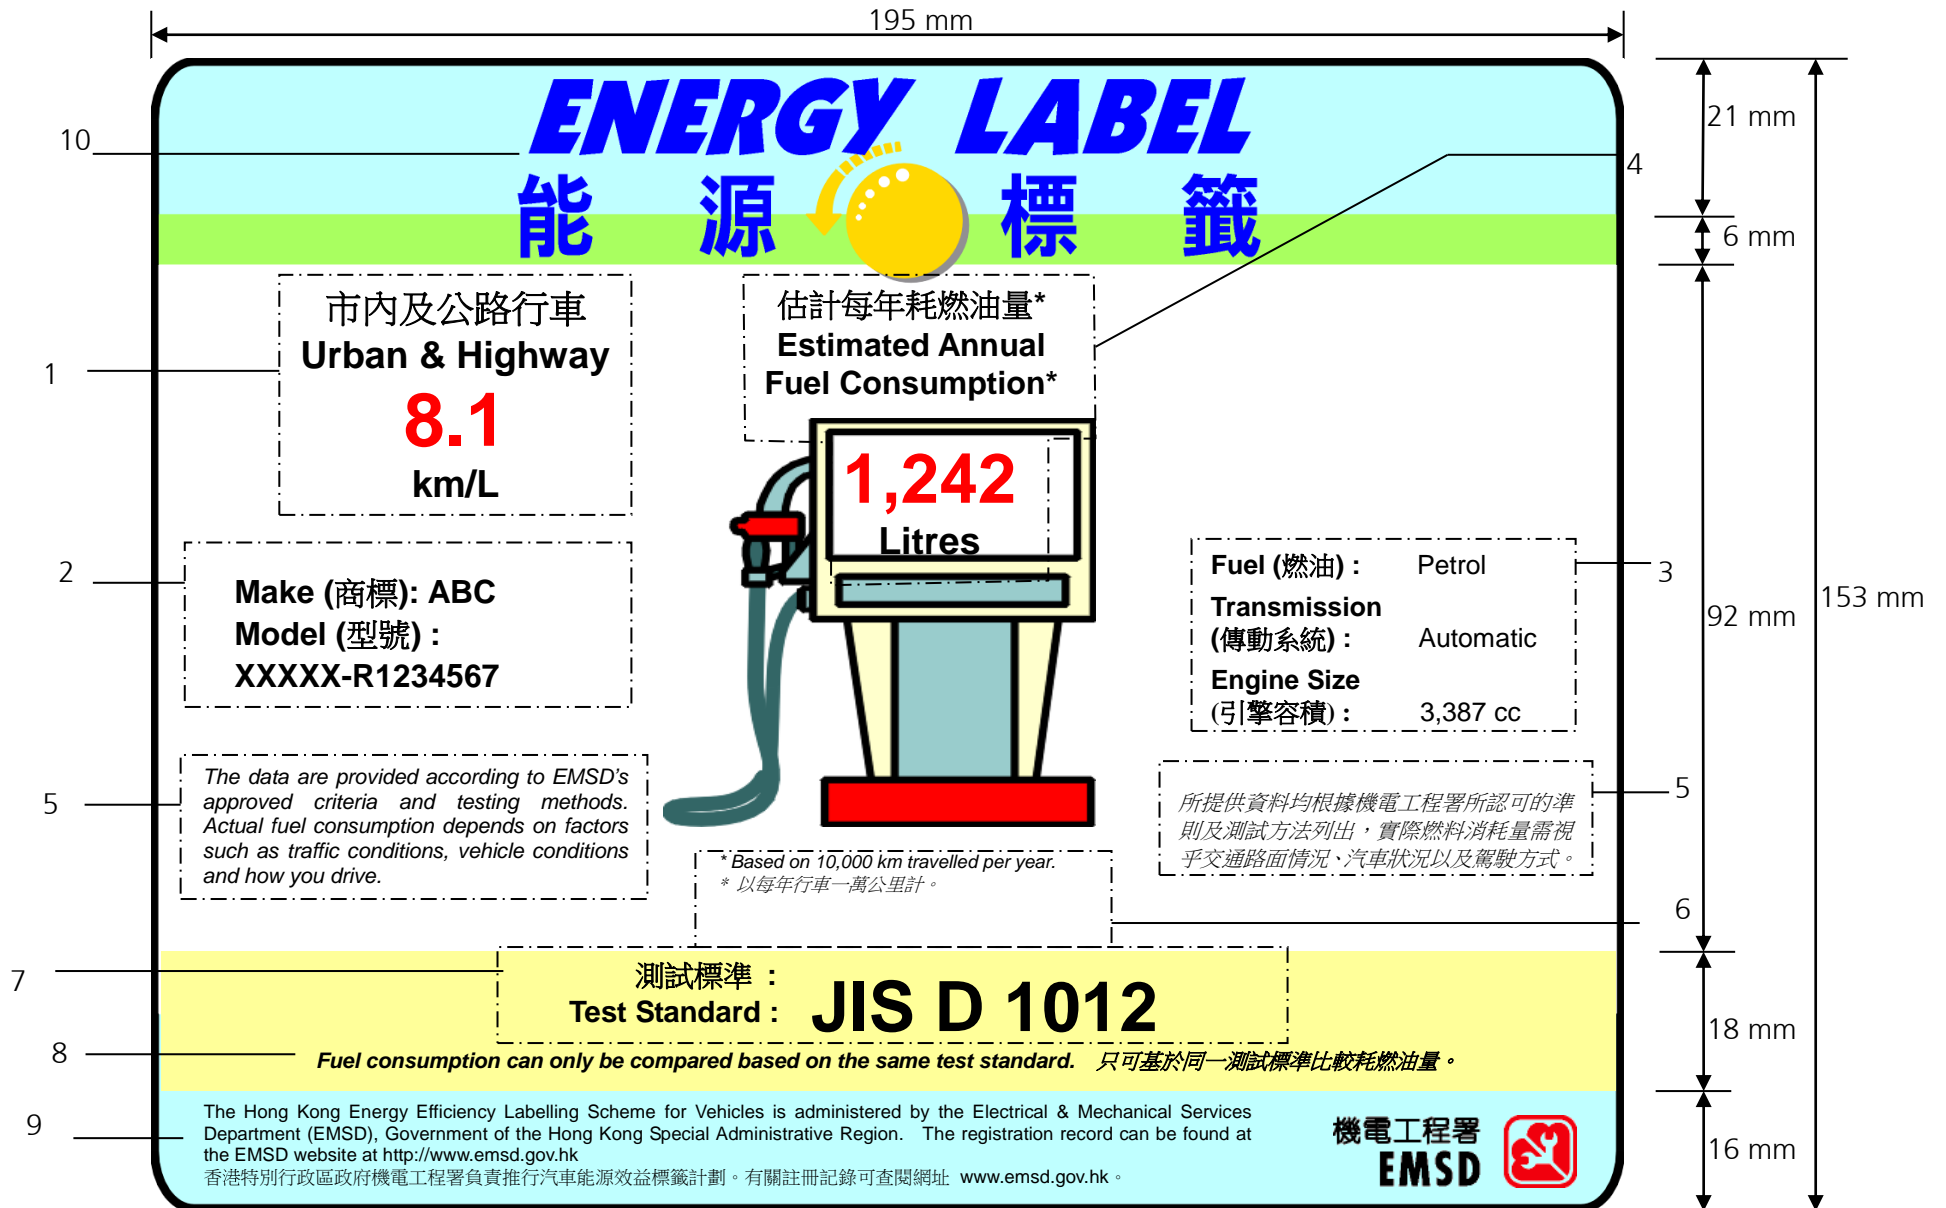 195 mm
ENERGY LABEL
能源標籤
10
4
21 mm
6 mm
1
市內及公路行車
Urban & Highway
8.1
km/L
估計每年耗燃油量*
Estimated Annual
Fuel Consumption*
1,242
Litres
2
Make (商標): ABC
Model (型號) :
XXXXX-R1234567
Fuel (燃油) : Petrol
Transmission
(傳動系統) : Automatic
Engine Size
(引擎容積) : 3,387 cc
3
92 mm
153 mm
5
The data are provided according to EMSD's
approved criteria and testing methods.
Actual fuel consumption depends on factors
such as traffic conditions, vehicle conditions
and how you drive.
所提供資料均根據機電工程署所認可的準
則及測試方法列出，實際燃料消耗量需視
乎交通路面情況、汽車狀況以及駕駛方式。
5
* Based on 10,000 km travelled per year.
* 以每年行車一萬公里計。
6
7
測試標準 :
Test Standard : JIS D 1012
18 mm
8
Fuel consumption can only be compared based on the same test standard. 只可基於同一測試標準比較耗燃油量。
9
The Hong Kong Energy Efficiency Labelling Scheme for Vehicles is administered by the Electrical & Mechanical Services
Department (EMSD), Government of the Hong Kong Special Administrative Region. The registration record can be found at
the EMSD website at http://www.emsd.gov.hk
香港特別行政區政府機電工程署負責推行汽車能源效益標籤計劃。有關註冊記錄可查閱網址 www.emsd.gov.hk。
機電工程署
EMSD
16 mm